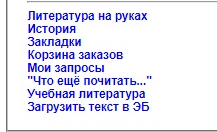 Литература на руках
История
Закладки
Корзина заказов
Мои запросы
"Что ещё почитать..."
Учебная литература
Загрузить текст в ЭБ